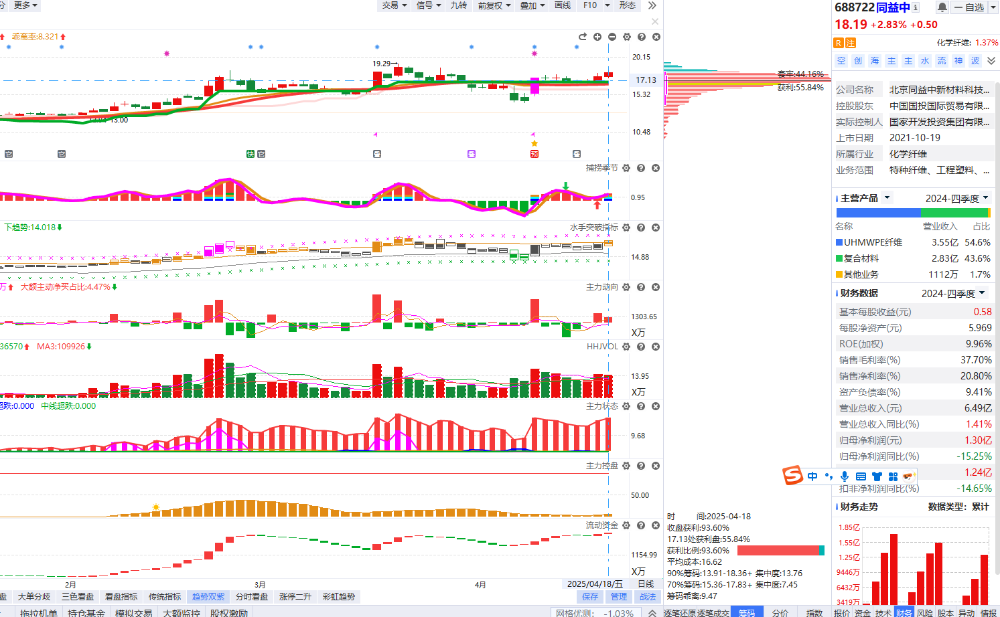 分 更多 交易 信号 九转 前复权 叠加 画线 F10 形态
乖离率:8.321
20.15
19.29
17.13
15.32
13.00
10.48
它 它 快 它 预
捕捞季节
0.95
下趋势:14.018 水手突破指标
14.88
万 大额主动净买占比:4.47% 主力动向
1303.65
X万
36570 MA3:109926 HHJVOL
13.95
X万
超跌:0.000 中线超跌:0.000 主力状态
9.68
主力控盘
50.00
流动资金
1154.99
X万
2月 3月 4月 2025/04/18/五 日线
盘 大单分歧 三色看盘 看盘指标 传统指标 趋势双紫 分时看盘 涨停二升 彩虹趋势 保存 管理 战法
拖拉机单 持仓基金 模拟交易 大额监控 股权激励 网格优测: -1.03%
套牢:44.16%
获利:55.84%
时 间:2025-04-18
收盘获利:93.60%
17.13处获利盘:55.84%
获利比例:93.60%
平均成本:16.62
90%筹码:13.91-18.36+ 集中度:13.76
70%筹码:15.36-17.83+ 集中度:7.45
筹码乖离:9.47
逐笔还原 逐笔成交 筹码 分价 指数
688722 同益中 自选
18.19 +2.83% +0.50
R 注 化学纤维: 1.37%
空 创 海 主 主 水 流 神 波
公司名称 北京同益中新材料科技...
控股股东 中国国投国际贸易有限...
实际控制人 国家开发投资集团有限...
上市日期 2021-10-19
所属行业 化学纤维
业务范围 特种纤维、工程塑料、...
主营产品 2024-四季度
名称 营业收入 占比
UHMWPE纤维 3.55亿 54.6%
复合材料 2.83亿 43.6%
其他业务 1112万 1.7%
财务数据 2024-四季度
基本每股收益(元) 0.58
每股净资产(元) 5.969
ROE(加权) 9.96%
销售毛利率(%) 37.70%
销售净利率(%) 20.80%
资产负债率(%) 9.41%
营业总收入(元) 6.49亿
营业总收入同比(%) 1.41%
归母净利润(元) 1.30亿
归母净利润同比(%) -15.25%
中 1.24亿
扣非净利润同比(%) -14.65%
财务走势 数据类型: 累计
1.85亿
1.55亿
1.25亿
9446万
6432万
3419万
报价 资金 技术 财务 风险 股本 异动 情报